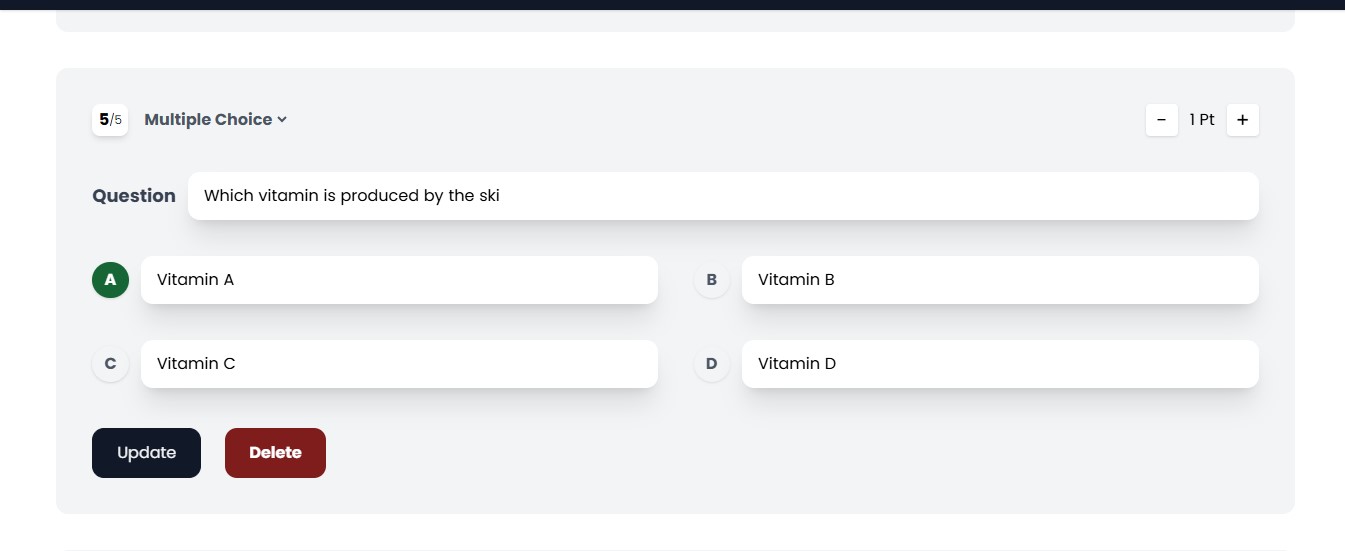 5/5 Multiple Choice - 1 Pt +
Question Which vitamin is produced by the ski
A Vitamin A B Vitamin B
C Vitamin C D Vitamin D
Update Delete